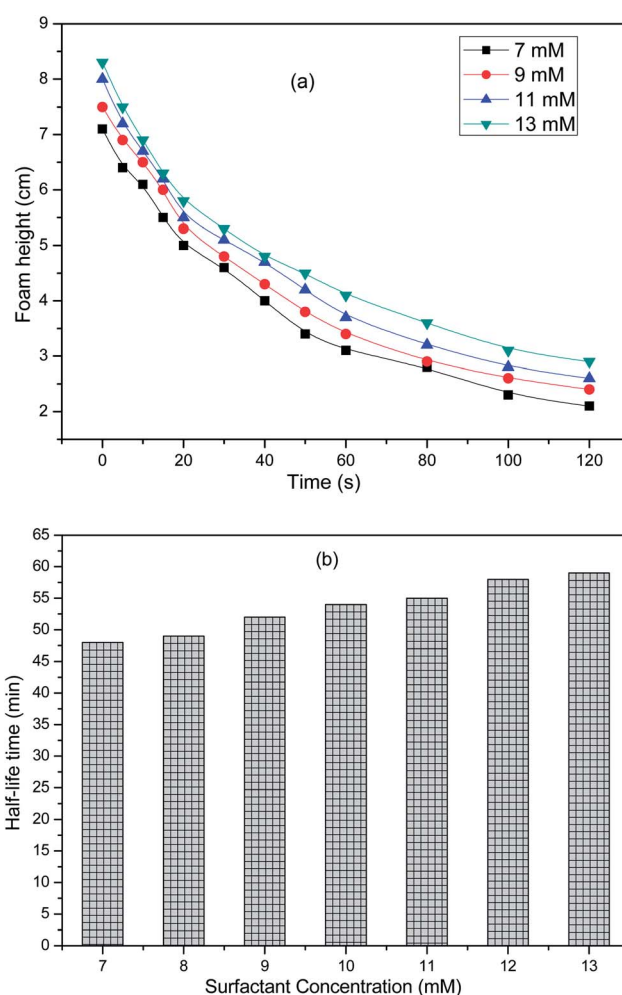 (a)
7 mM
9 mM
11 mM
13 mM
Foam height (cm)
9
8
7
6
5
4
3
2
0 20 40 60 80 100 120
Time (s)
(b)
Half-life time (min)
65
60
55
50
45
40
35
30
25
20
15
10
5
0
7 8 9 10 11 12 13
Surfactant Concentration (mM)